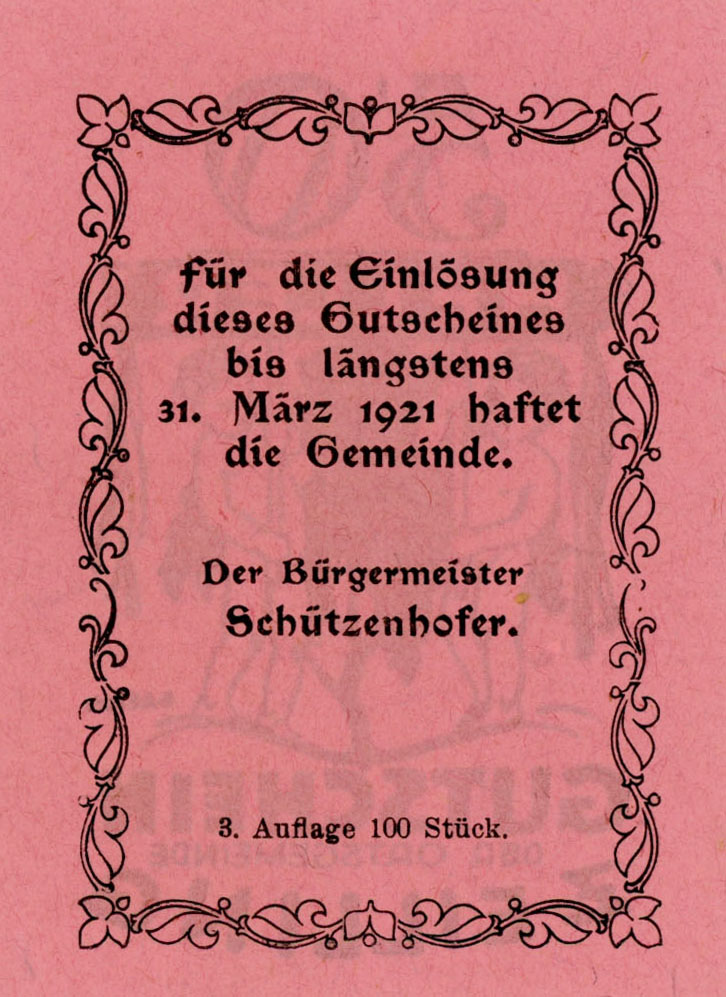 für die Einlösung
dieses Gutscheines
bis längstens
31. März 1921 haftet
die Gemeinde.
Der Bürgermeister
Schützenhofer.
3. Auflage 100 Stück.